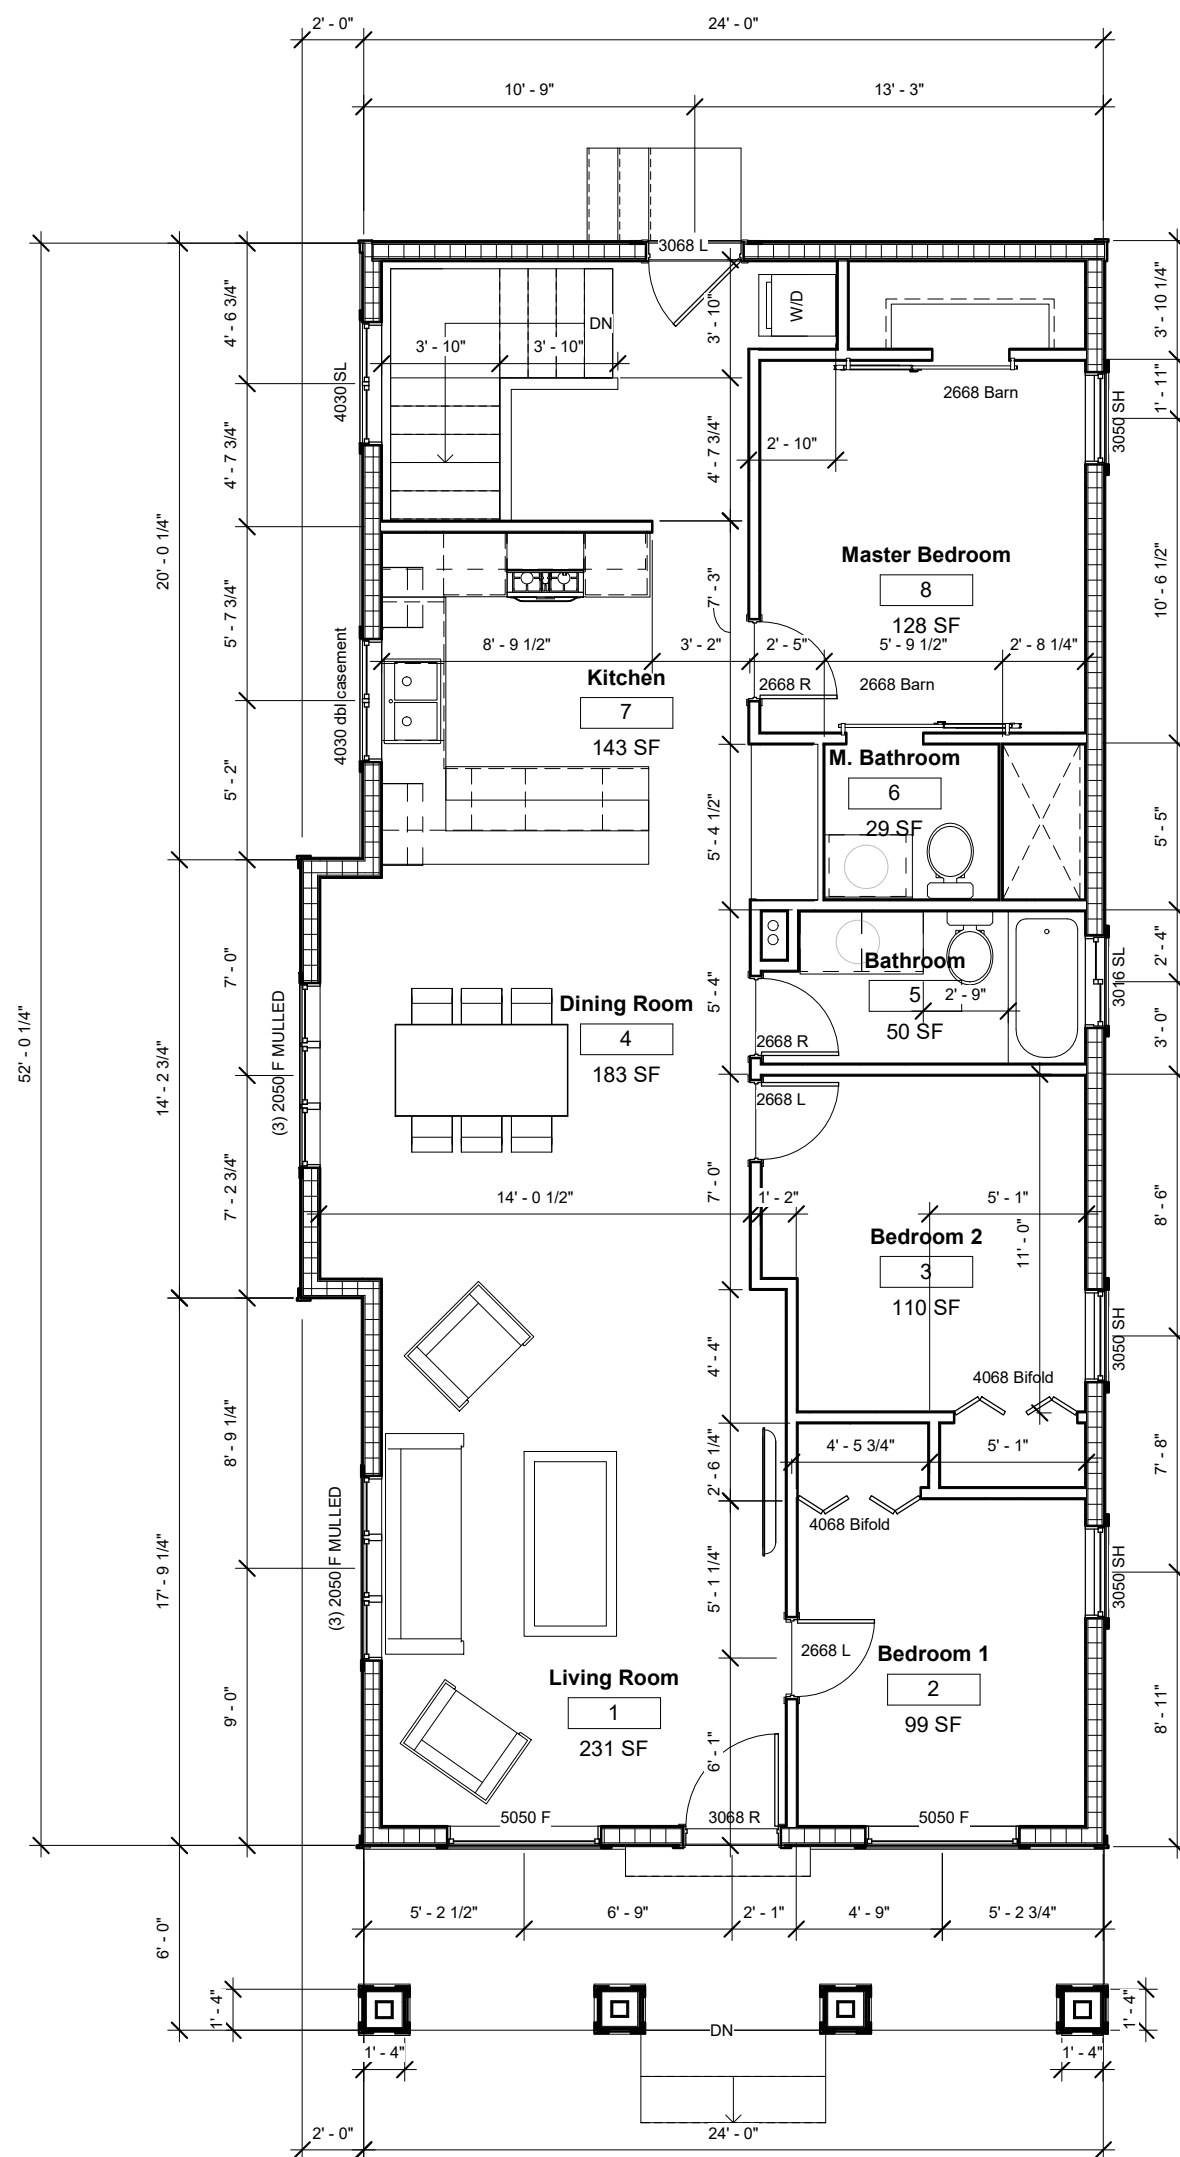 2' - 0"
24' - 0"
10' - 9"
13' - 3"
3068 L
4' - 6 3/4"
3' - 10"
W/D
3' - 10 1/4"
DN
3' - 10"
3' - 10"
4030 SL
2668 Barn
1' - 11"
3050 SH
4' - 7 3/4"
4' - 7 3/4"
2' - 10"
20' - 0 1/4"
Master Bedroom
8
128 SF
10' - 6 1/2"
7' - 3"
5' - 7 3/4"
8' - 9 1/2"
3' - 2"
2' - 5"
5' - 9 1/2"
2' - 8 1/4"
Kitchen
7
143 SF
2668 R
2668 Barn
4030 dbl casement
5' - 2"
M. Bathroom
6
29 SF
5' - 4 1/2"
5' - 5"
7' - 0"
Bathroom
5
2' - 9"
50 SF
2' - 4"
3016 SL
3' - 0"
Dining Room
4
183 SF
5' - 4"
2668 R
52' - 0 1/4"
14' - 2 3/4"
(3) 2050 F MULLED
2668 L
7' - 2 3/4"
14' - 0 1/2"
7' - 0"
1' - 2"
5' - 1"
8' - 6"
Bedroom 2
3
110 SF
11' - 0"
3050 SH
4' - 4"
4068 Bifold
8' - 9 1/4"
2' - 6 1/4"
4' - 5 3/4"
5' - 1"
7' - 8"
4068 Bifold
17' - 9 1/4"
(3) 2050 F MULLED
5' - 1 1/4"
3050 SH
2668 L
Bedroom 1
2
99 SF
Living Room
1
231 SF
9' - 0"
6' - 1"
8' - 11"
5050 F
3068 R
5050 F
5' - 2 1/2"
6' - 9"
2' - 1"
4' - 9"
5' - 2 3/4"
6' - 0"
1' - 4"
DN
1' - 4"
1' - 4"
1' - 4"
2' - 0"
24' - 0"